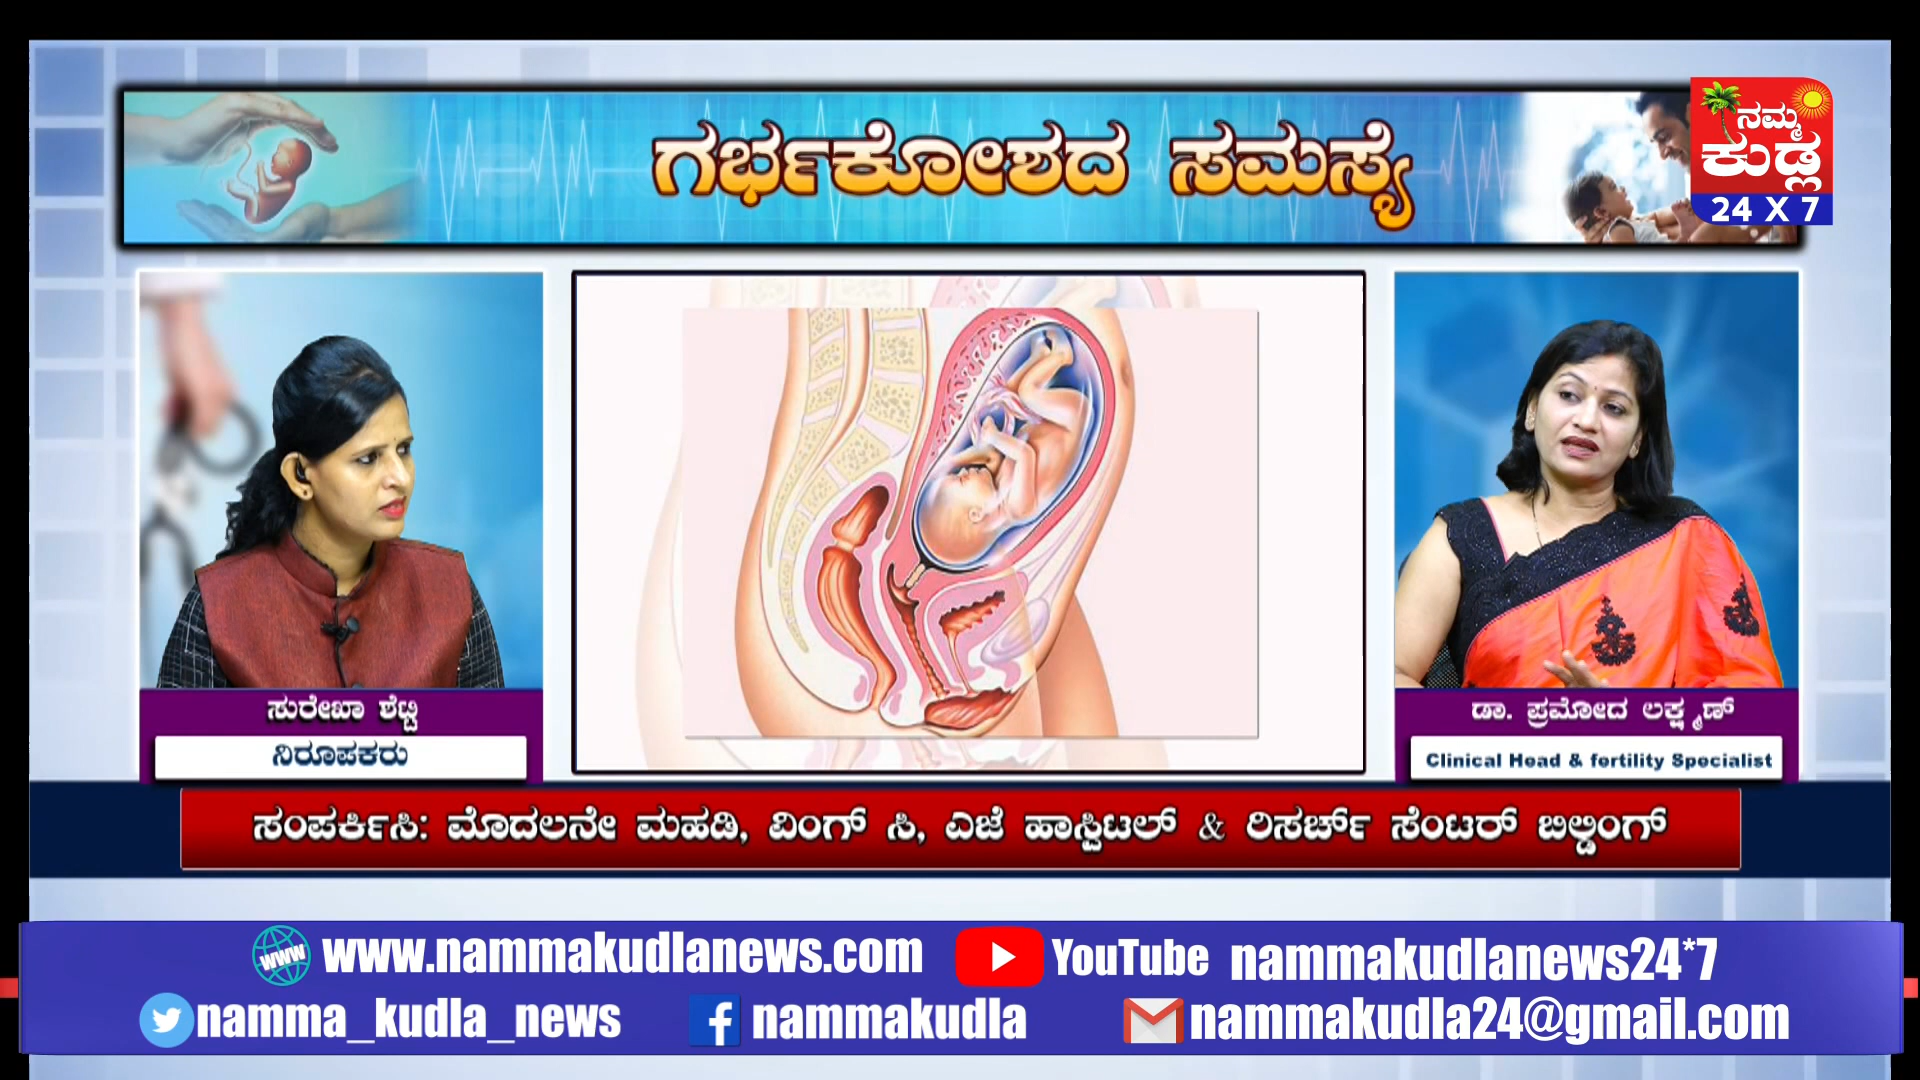 ಗರ್ಭಕೋಶದ ಸಮಸ್ಯೆ
ನಮ್ಮ
ಕುಡ್ಲ
24 X 7
ಸುರೇಖಾ ಶೆಟ್ಟಿ
ನಿರೂಪಕರು
ಡಾ. ಪ್ರಮೋದ ಲಕ್ಷ್ಮಣ್
Clinical Head & fertility Specialist
ಸಂಪರ್ಕಿಸಿ: ಮೊದಲನೇ ಮಹಡಿ, ವಿಂಗ್ ಸಿ, ಎಜೆ ಹಾಸ್ಪಿಟಲ್ & ರಿಸರ್ಚ್ ಸೆಂಟರ್ ಬಿಲ್ಡಿಂಗ್
www www.nammakudlanews.com YouTube nammakudlanews24*7
namma_kudla_news nammakudla nammakudla24@gmail.com